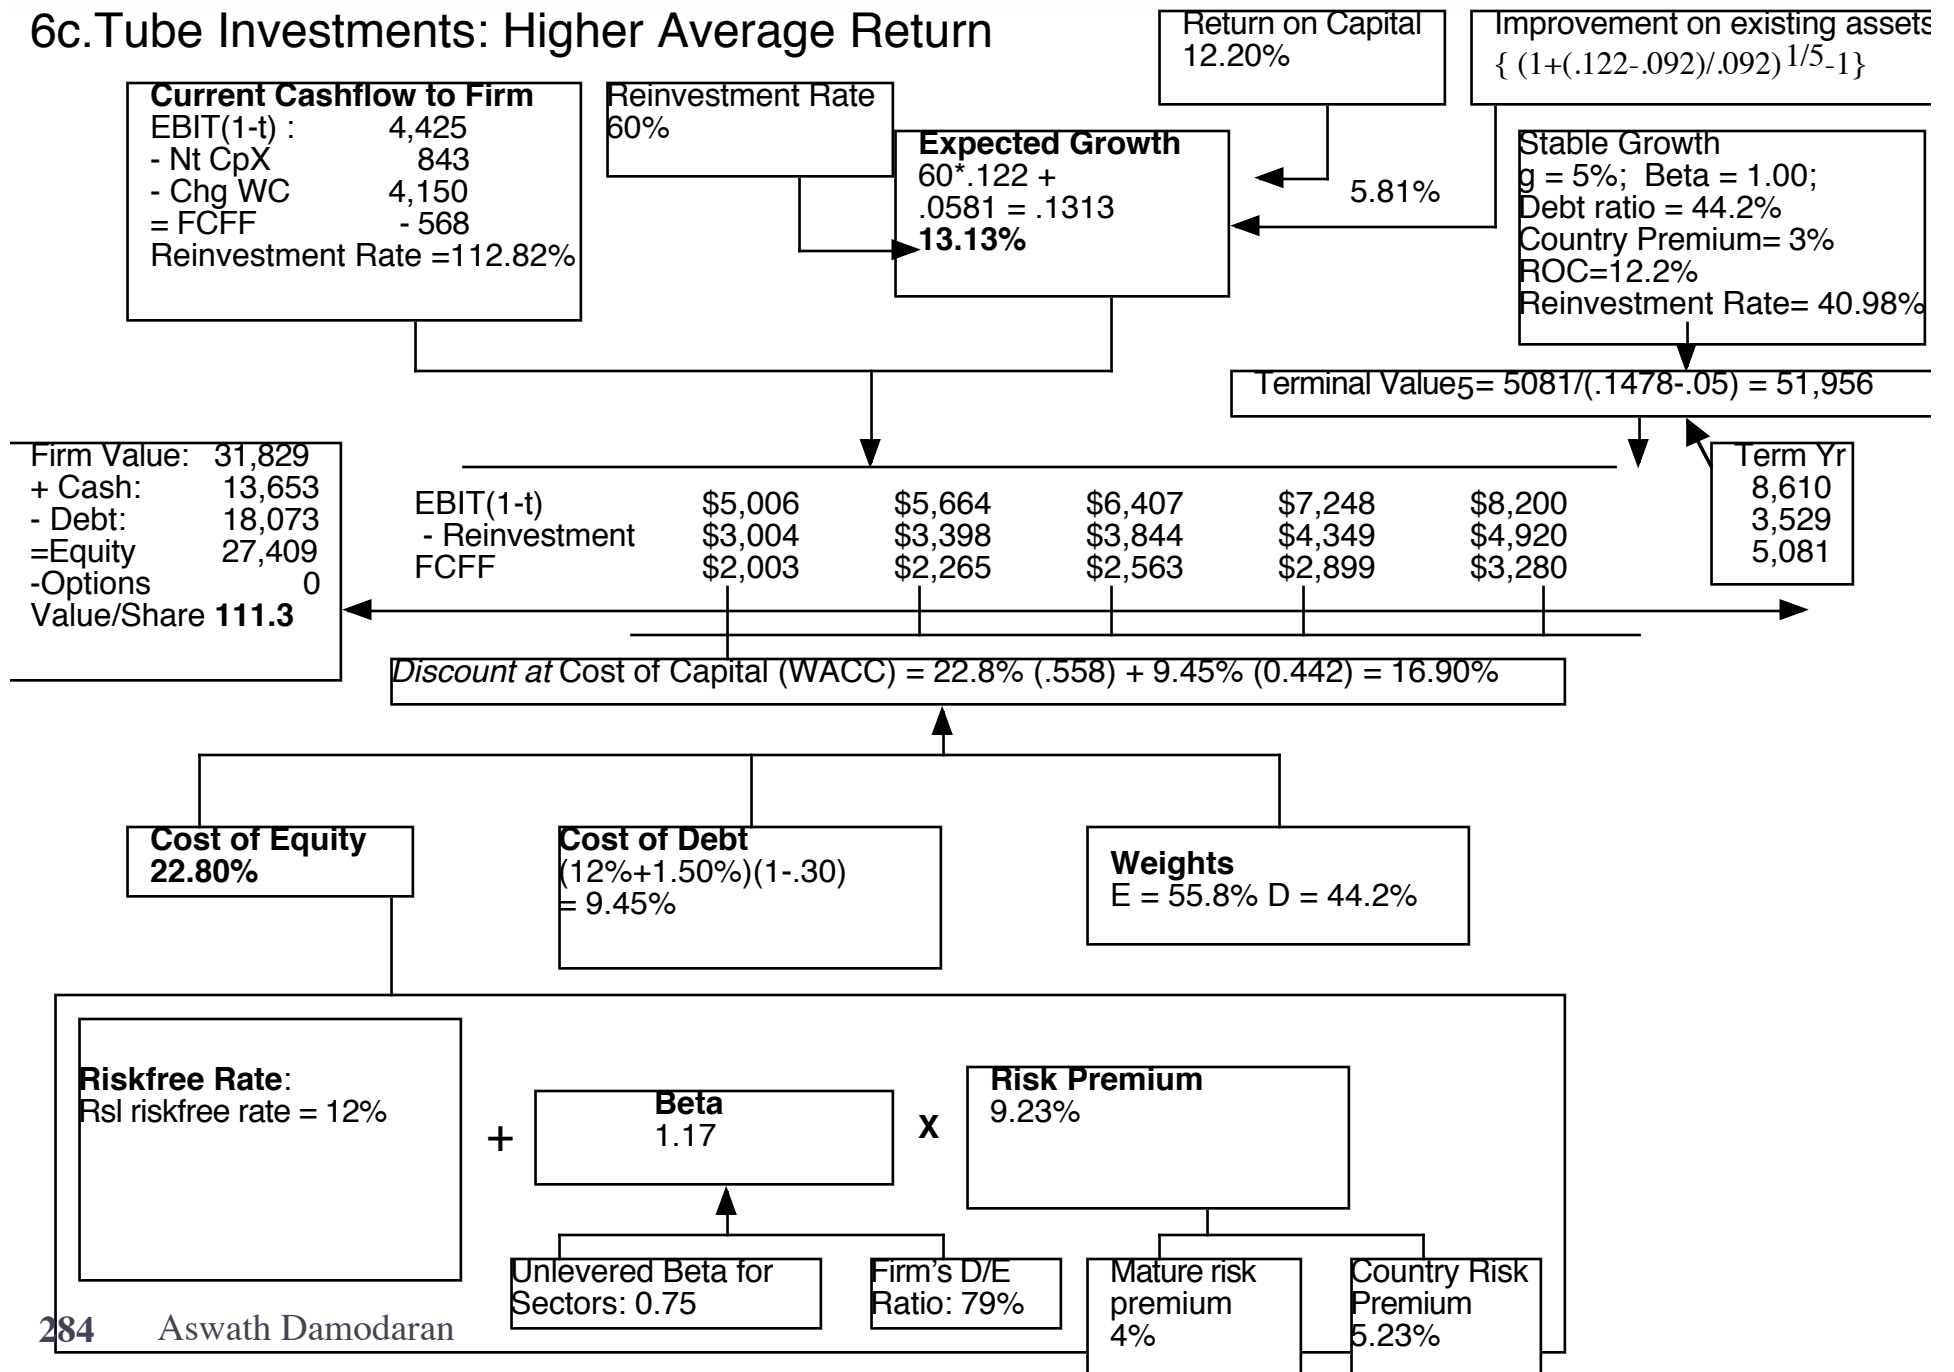 6c.Tube Investments: Higher Average Return
Return on Capital
12.20%
Improvement on existing assets
{ (1+(.122-.092)/.092)1/5-1}
Current Cashflow to Firm
EBIT(1-t) : 4,425
- Nt CpX 843
- Chg WC 4,150
= FCFF - 568
Reinvestment Rate =112.82%
Reinvestment Rate
60%
Expected Growth
60*.122 +
.0581 = .1313
13.13%
5.81%
Stable Growth
g = 5%; Beta = 1.00;
Debt ratio = 44.2%
Country Premium= 3%
ROC=12.2%
Reinvestment Rate= 40.98%
Terminal Value5= 5081/(.1478-.05) = 51,956
Firm Value: 31,829
+ Cash: 13,653
- Debt: 18,073
=Equity 27,409
-Options 0
Value/Share 111.3
EBIT(1-t) $5,006 $5,664 $6,407 $7,248 $8,200
- Reinvestment $3,004 $3,398 $3,844 $4,349 $4,920
FCFF $2,003 $2,265 $2,563 $2,899 $3,280
Term Yr
8,610
3,529
5,081
Discount at Cost of Capital (WACC) = 22.8% (.558) + 9.45% (0.442) = 16.90%
Cost of Equity
22.80%
Cost of Debt
(12%+1.50%)(1-.30)
= 9.45%
Weights
E = 55.8% D = 44.2%
Riskfree Rate:
Rsl riskfree rate = 12%
+
Beta
1.17
X
Risk Premium
9.23%
Unlevered Beta for
Sectors: 0.75
Firm's D/E
Ratio: 79%
Mature risk
premium
4%
Country Risk
Premium
5.23%
284 Aswath Damodaran